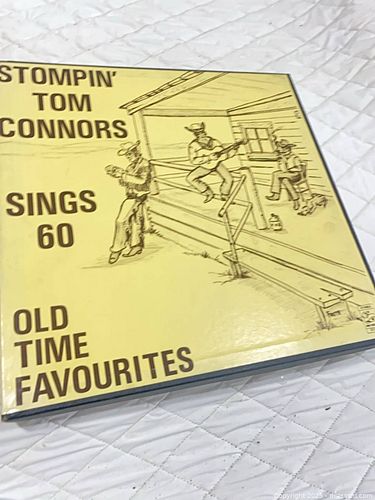 STOMPIN'
TOM
CONNORS
SINGS
60
OLD
TIME
FAVOURITES